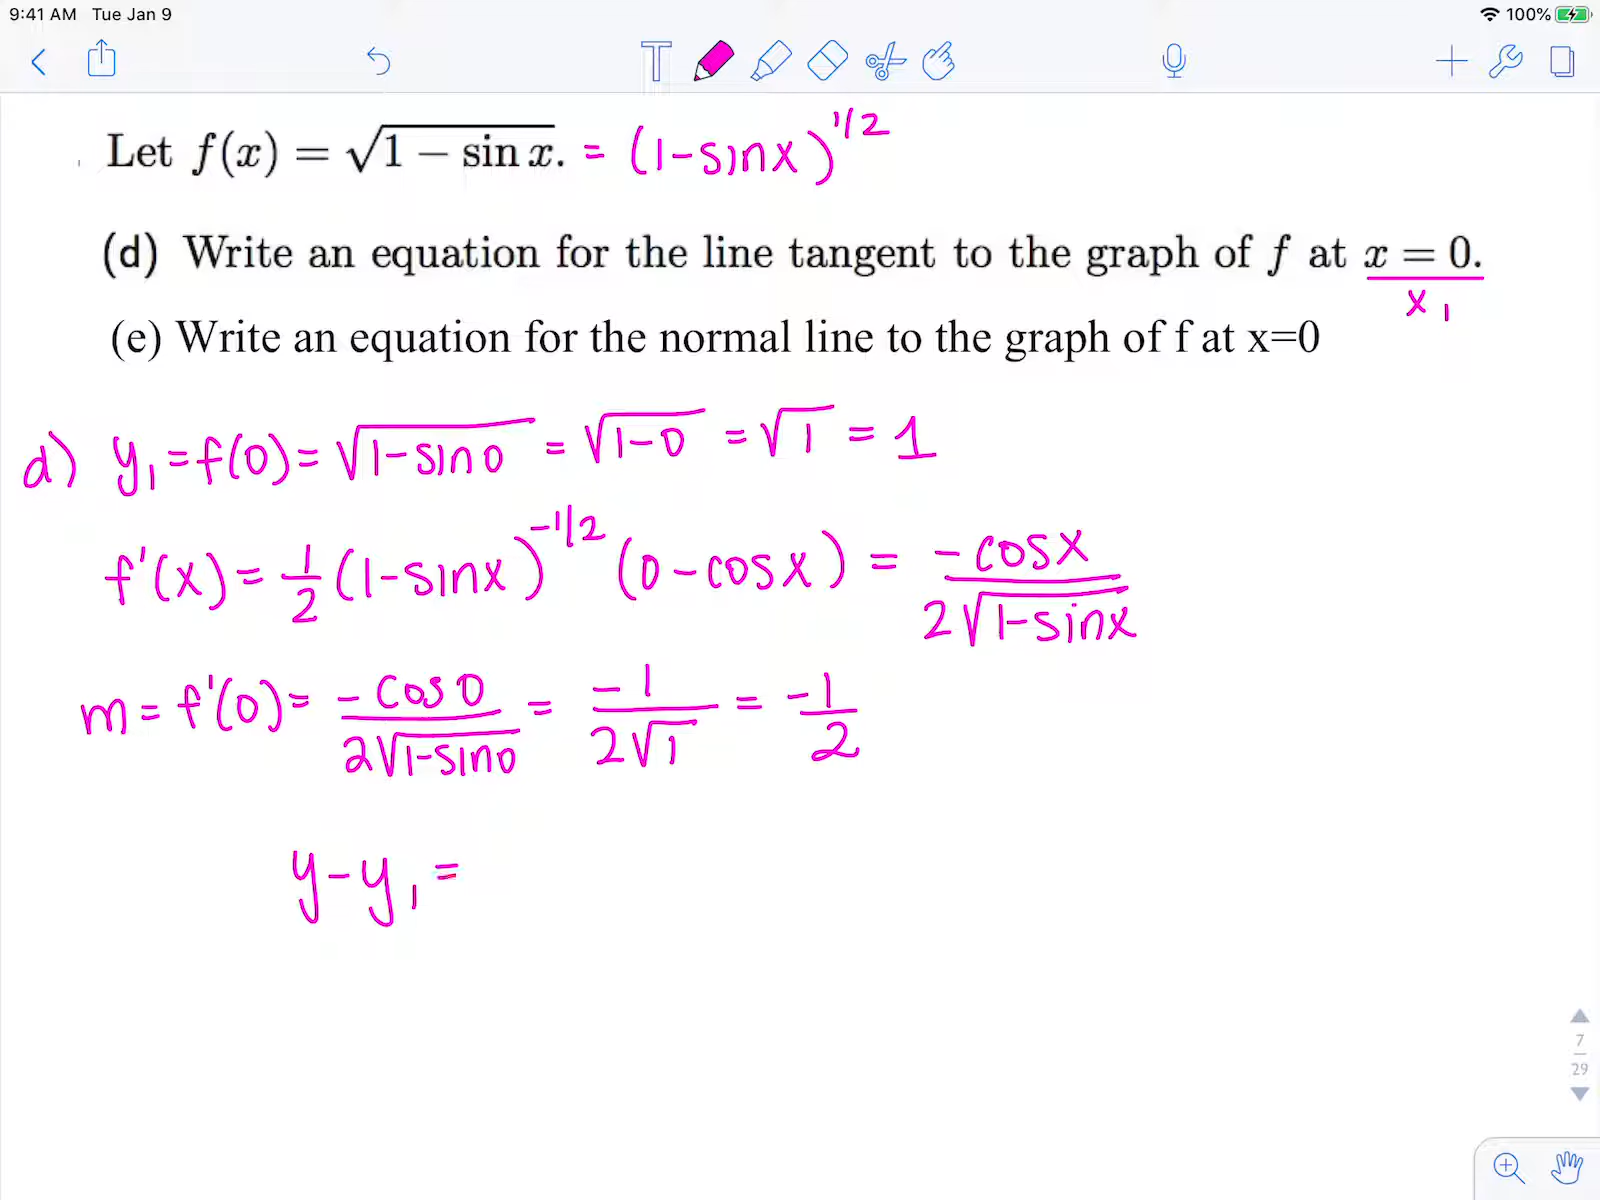 9:41 AM Tue Jan 9 100%
T
Let f(x) = √(1 − sin x). = (1-sinx)^1/2
(d) Write an equation for the line tangent to the graph of f at x = 0.
x₁
(e) Write an equation for the normal line to the graph of f at x=0
d) y₁=f(0)= √(1-sin0) = √(1-0) = √1 = 1
f'(x)= 1/2 (1-sinx)^-1/2 (0-cosx) = -cosx / 2√(1-sinx)
m=f'(0)= -cos0 / 2√(1-sin0) = -1 / 2√1 = -1/2
y-y₁=
7
29